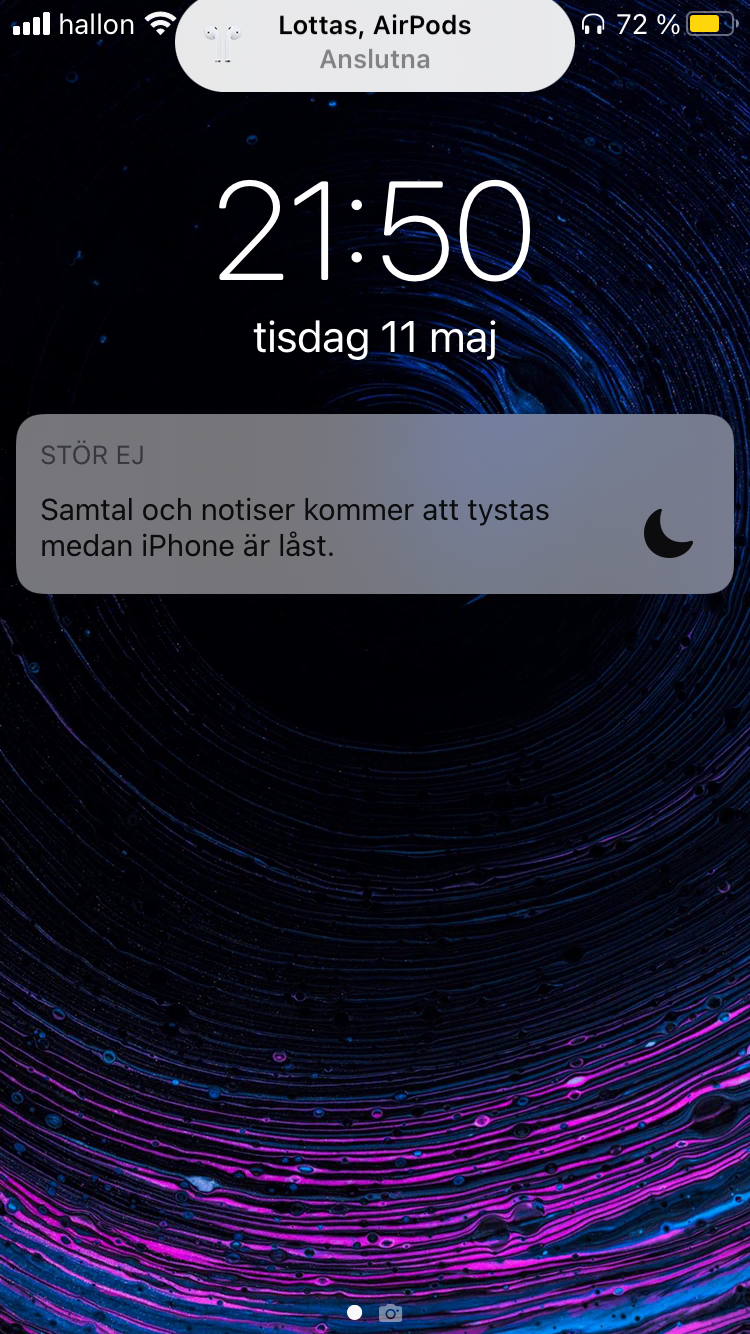 hallon
Lottas, AirPods
Anslutna
72 %
21:50
tisdag 11 maj
STÖR EJ
Samtal och notiser kommer att tystas
medan iPhone är låst.